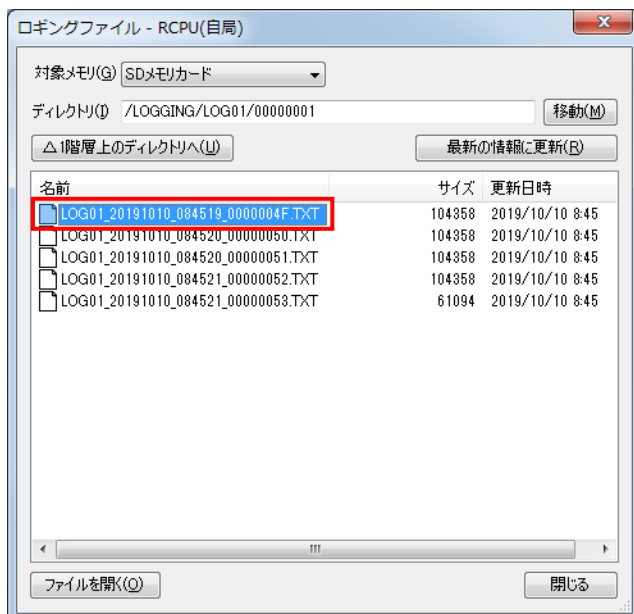 ロギングファイル - RCPU(自局)
対象メモリ(G) SDメモリカード
ディレクトリ(I) /LOGGING/LOG01/00000001 移動(M)
△1階層上のディレクトリへ(U) 最新の情報に更新(R)
名前 サイズ 更新日時
LOG01_20191010_084519_0000004F.TXT 104358 2019/10/10 8:45
LOG01_20191010_084520_00000050.TXT 104358 2019/10/10 8:45
LOG01_20191010_084520_00000051.TXT 104358 2019/10/10 8:45
LOG01_20191010_084521_00000052.TXT 104358 2019/10/10 8:45
LOG01_20191010_084521_00000053.TXT 61094 2019/10/10 8:45
ファイルを開く(O) 閉じる